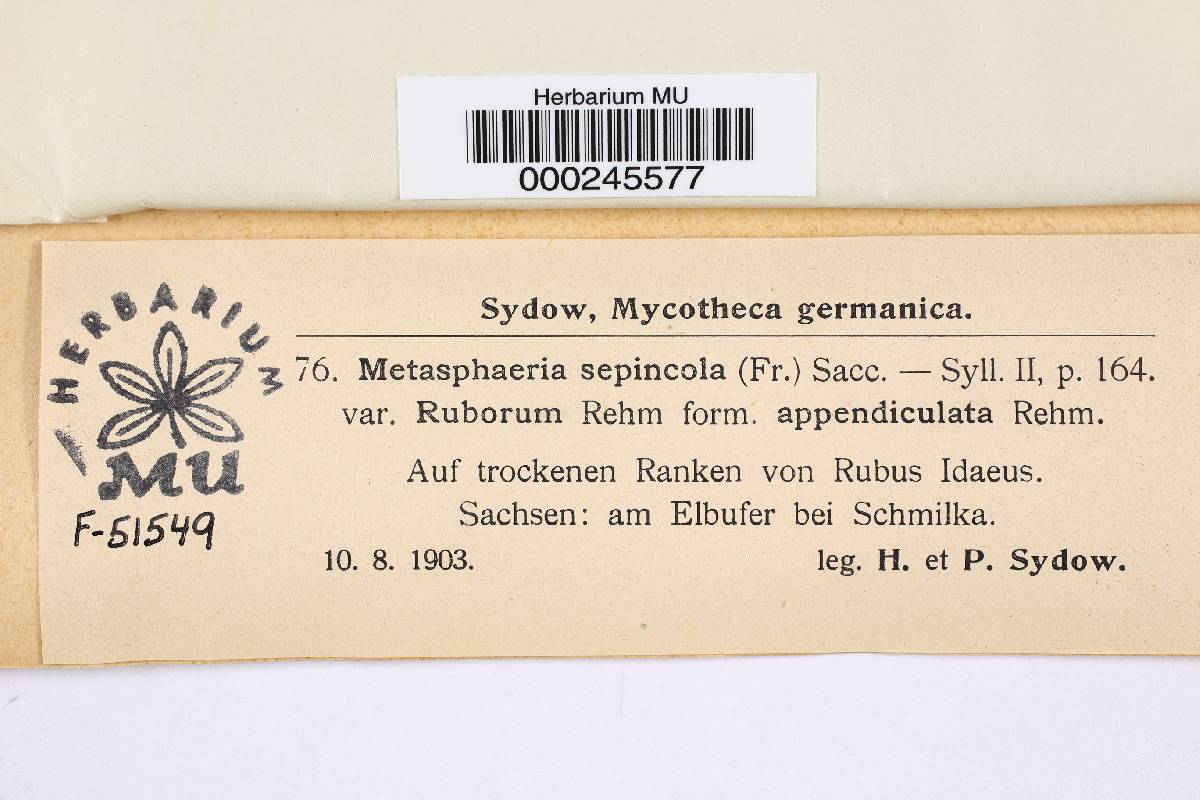 Herbarium MU
000245577
HERBARIUM
MU
F-51549
Sydow, Mycotheca germanica.
76. Metasphaeria sepincola (Fr.) Sacc. — Syll. II, p. 164.
var. Ruborum Rehm form. appendiculata Rehm.
Auf trockenen Ranken von Rubus Idaeus.
Sachsen: am Elbufer bei Schmilka.
10. 8. 1903. leg. H. et P. Sydow.